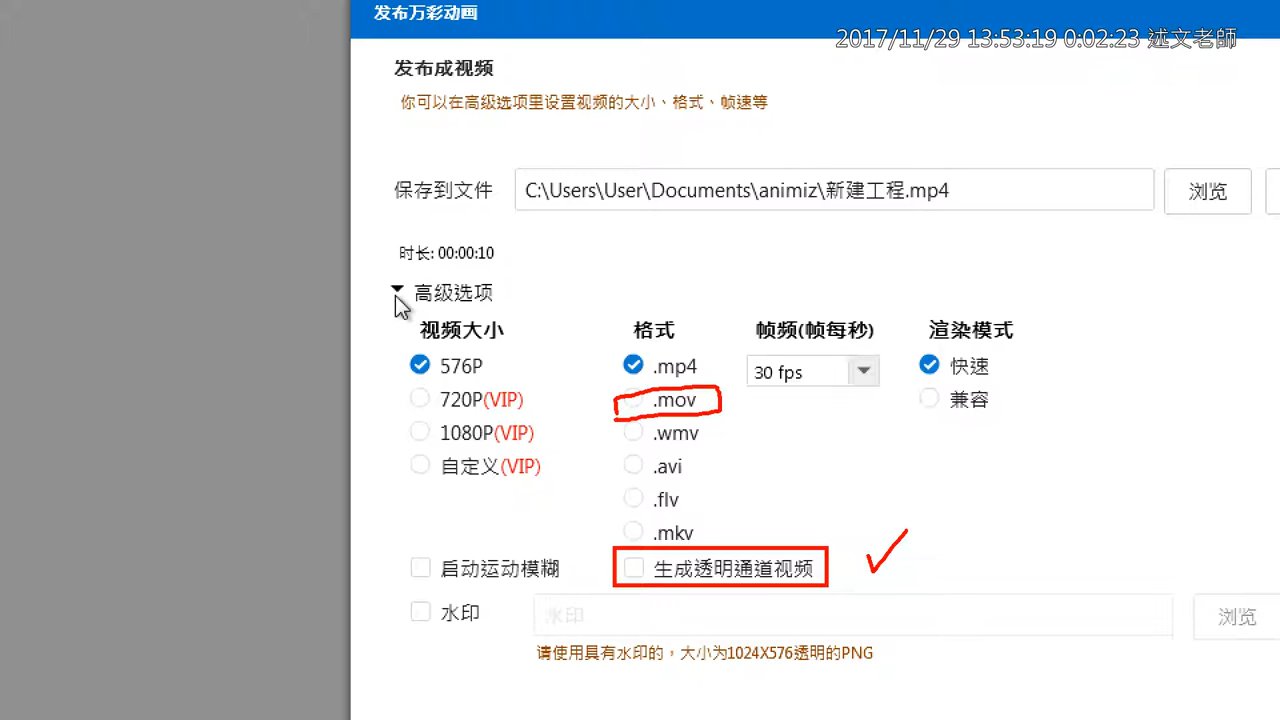 发布万彩动画
2017/11/29 13:53:19 0:02:23 述文老師
发布成视频
你可以在高级选项里设置视频的大小、格式、帧速等
保存到文件 C:\Users\User\Documents\animiz\新建工程.mp4 浏览
时长: 00:00:10
高级选项
视频大小 格式 帧频(帧每秒) 渲染模式
576P .mp4 30 fps 快速
720P(VIP) .mov 兼容
1080P(VIP) .wmv
自定义(VIP) .avi
.flv
.mkv
启动运动模糊 生成透明通道视频
水印 水印 浏览
请使用具有水印的，大小为1024X576透明的PNG